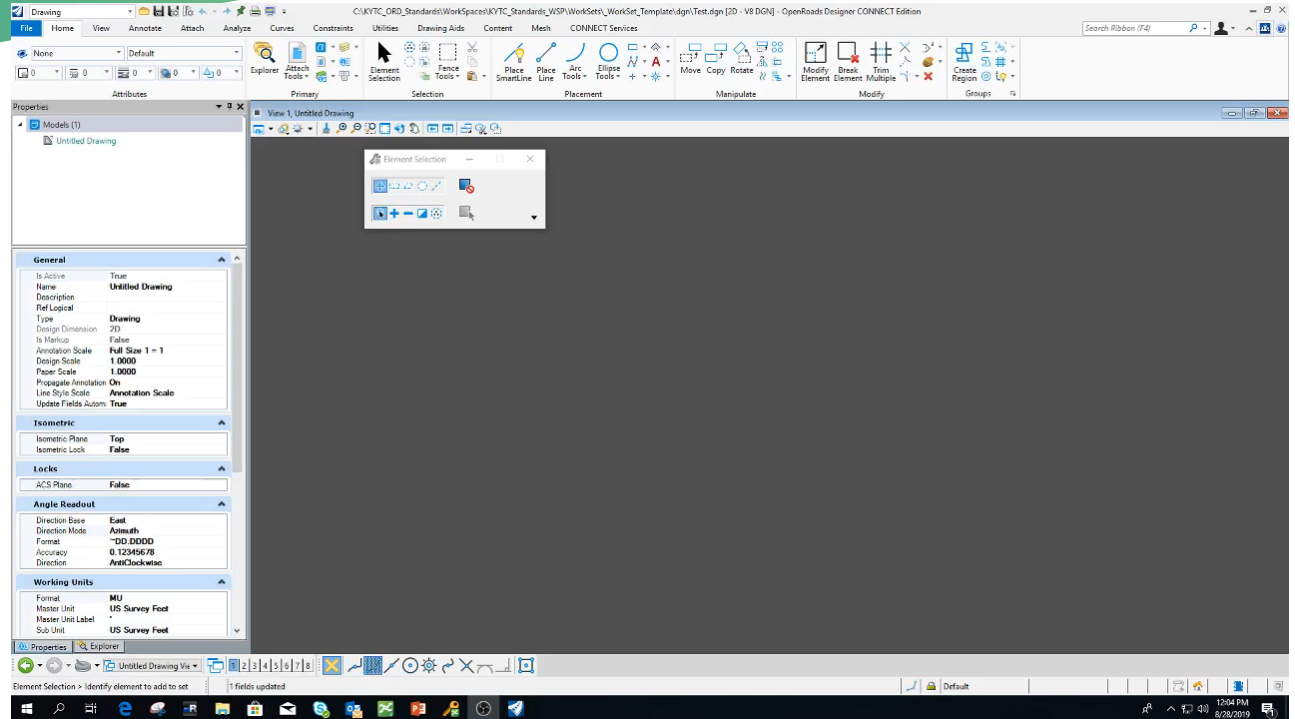 Drawing
C:\KYTC_ORD_Standards\WorkSpaces\KYTC_Standards_WSP\WorkSets\_WorkSet_Template\dgn\Test.dgn [2D - V8 DGN] - OpenRoads Designer CONNECT Edition
File Home View Annotate Attach Analyze Curves Constraints Utilities Drawing Aids Content Mesh CONNECT Services
Search Ribbon (F4)
None Default
0 0 0 0 0
Explorer Attach Tools Element Selection Fence Tools Place SmartLine Place Line Arc Tools Ellipse Tools Move Copy Rotate Modify Element Break Element Trim Multiple Create Region
Attributes Primary Selection Placement Manipulate Modify Groups
Properties
View 1, Untitled Drawing
Models (1)
Untitled Drawing
Element Selection
General
Is Active True
Name Untitled Drawing
Description
Ref Logical
Type Drawing
Design Dimension 2D
Is Markup False
Annotation Scale Full Size 1 = 1
Design Scale 1.0000
Paper Scale 1.0000
Propagate Annotation On
Line Style Scale Annotation Scale
Update Fields Autom True
Isometric
Isometric Plane Top
Isometric Lock False
Locks
ACS Plane False
Angle Readout
Direction Base East
Direction Mode Azimuth
Format ~DD.DDDD
Accuracy 0.12345678
Direction AntiClockwise
Working Units
Format MU
Master Unit US Survey Feet
Master Unit Label '
Sub Unit US Survey Feet
Properties Explorer
Untitled Drawing Vie 1 2 3 4 5 6 7 8
Element Selection > Identify element to add to set
1 fields updated
Default
12:04 PM
8/28/2019